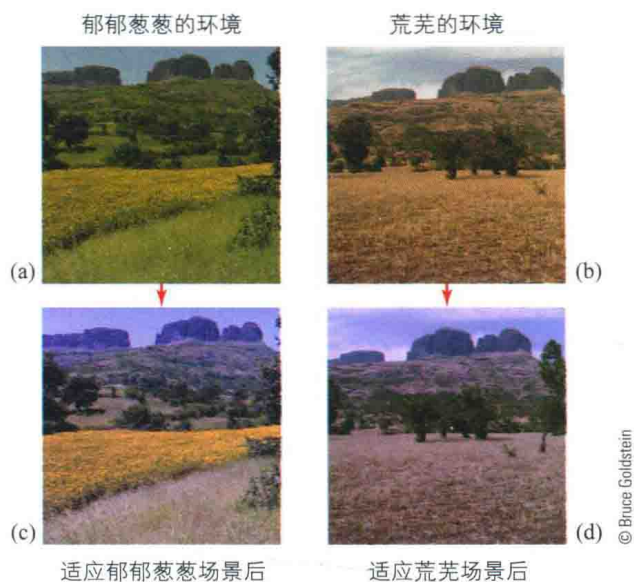 郁郁葱葱的环境
荒芜的环境
(a)
(b)
(c)
(d)
适应郁郁葱葱场景后
适应荒芜场景后
© Bruce Goldstein